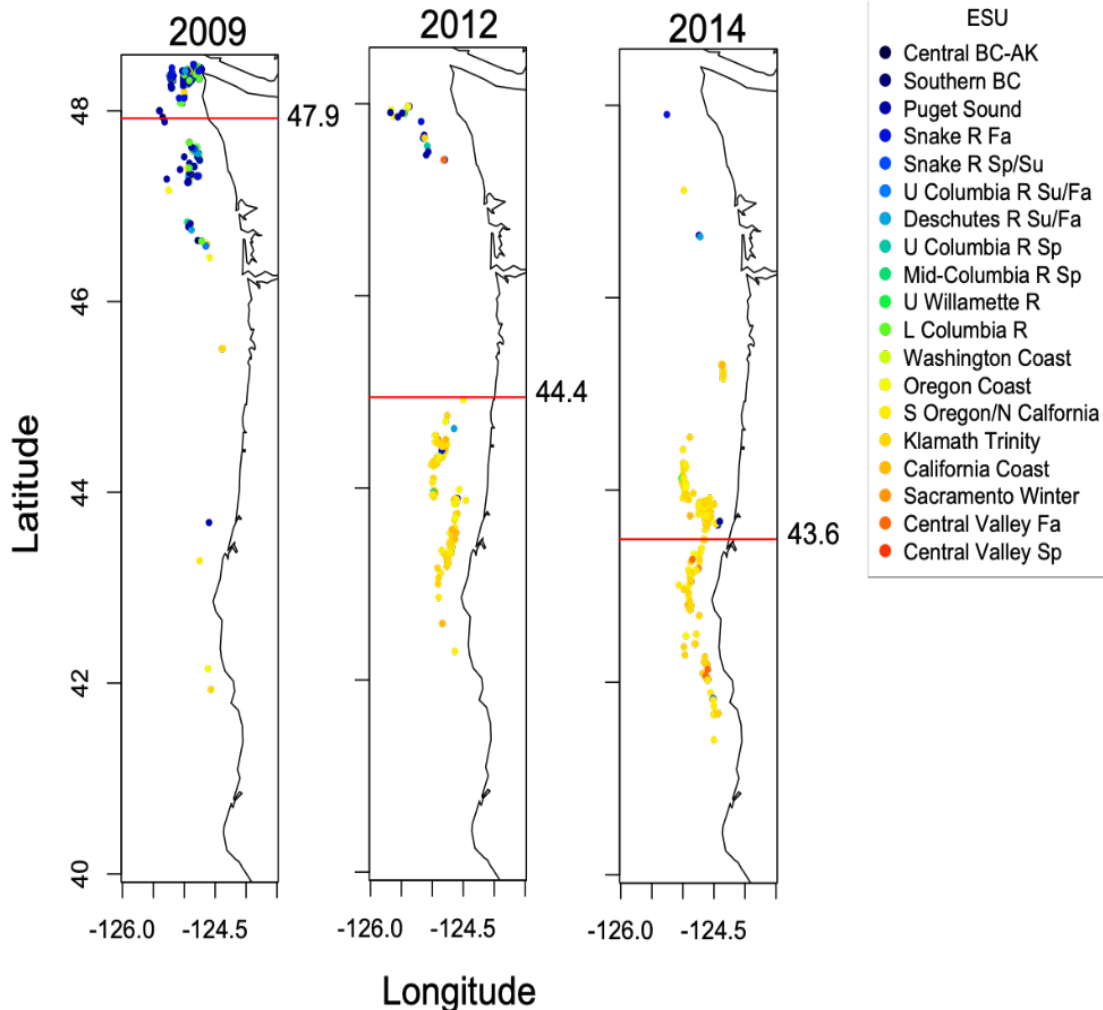 2009
2012
2014
47.9
44.4
43.6
Latitude
48
46
44
42
40
-126.0
-124.5
-126.0
-124.5
-126.0
-124.5
Longitude
ESU
Central BC-AK
Southern BC
Puget Sound
Snake R Fa
Snake R Sp/Su
U Columbia R Su/Fa
Deschutes R Su/Fa
U Columbia R Sp
Mid-Columbia R Sp
U Willamette R
L Columbia R
Washington Coast
Oregon Coast
S Oregon/N Calfornia
Klamath Trinity
California Coast
Sacramento Winter
Central Valley Fa
Central Valley Sp